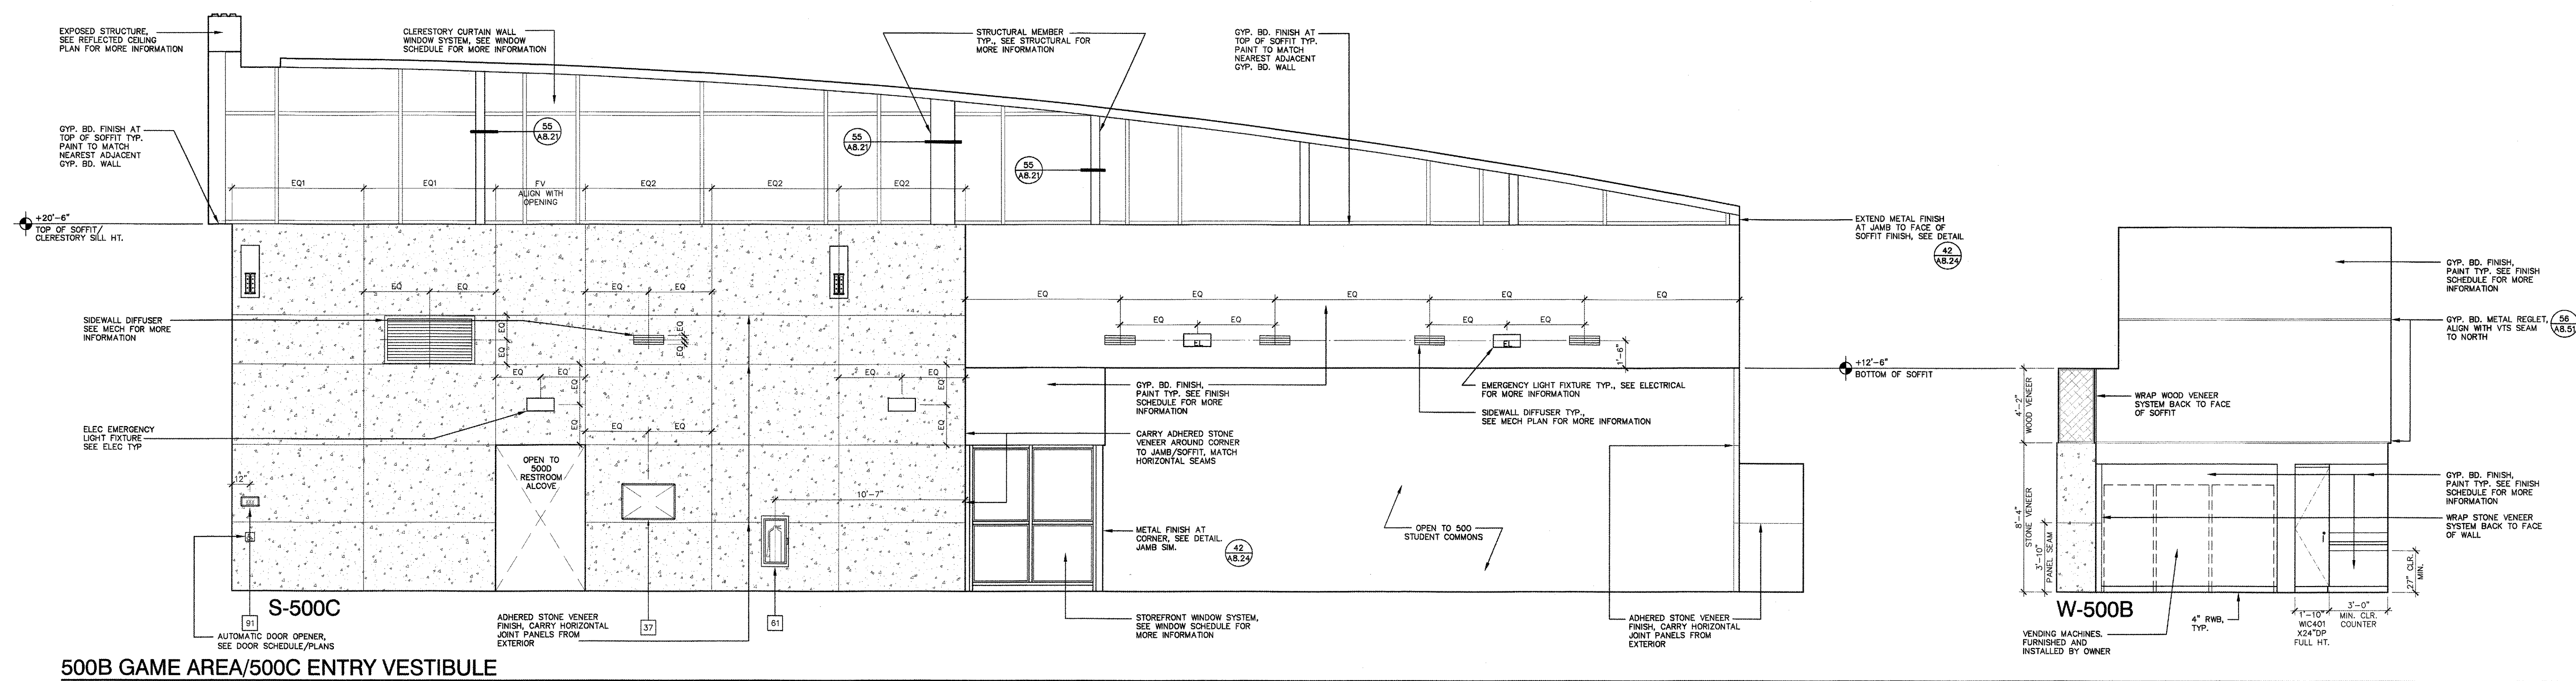 EXPOSED STRUCTURE,
SEE REFLECTED CEILING
PLAN FOR MORE INFORMATION
CLERESTORY CURTAIN WALL
WINDOW SYSTEM, SEE WINDOW
SCHEDULE FOR MORE INFORMATION
STRUCTURAL MEMBER
TYP., SEE STRUCTURAL FOR
MORE INFORMATION
GYP. BD. FINISH AT
TOP OF SOFFIT TYP.
PAINT TO MATCH
NEAREST ADJACENT
GYP. BD. WALL
GYP. BD. FINISH AT
TOP OF SOFFIT TYP.
PAINT TO MATCH
NEAREST ADJACENT
GYP. BD. WALL
55
A8.21
55
A8.21
55
A8.21
EQ1
EQ1
FV
ALIGN WITH
OPENING
EQ2
EQ2
EQ2
+20'-6"
TOP OF SOFFIT/
CLERESTORY SILL HT.
EXTEND METAL FINISH
AT JAMB TO FACE OF
SOFFIT FINISH, SEE DETAIL
42
A8.24
EQ
EQ
EQ
EQ
EQ
EQ
EQ
EQ
EQ
SIDEWALL DIFFUSER
SEE MECH FOR MORE
INFORMATION
EQ
EQ
EQ
EQ
EQ
EQ
EQ
EQ
EL
EL
1'-6"
GYP. BD. FINISH,
PAINT TYP. SEE FINISH
SCHEDULE FOR MORE
INFORMATION
GYP. BD. METAL REGLET,
ALIGN WITH VTS SEAM
TO NORTH
56
A8.51
+12'-6"
BOTTOM OF SOFFIT
EQ
EQ
EQ
EQ
EQ
EQ
EQ
EQ
GYP. BD. FINISH,
PAINT TYP. SEE FINISH
SCHEDULE FOR MORE
INFORMATION
EMERGENCY LIGHT FIXTURE TYP., SEE ELECTRICAL
FOR MORE INFORMATION
SIDEWALL DIFFUSER TYP.,
SEE MECH PLAN FOR MORE INFORMATION
4'-2"
WOOD VENEER
WRAP WOOD VENEER
SYSTEM BACK TO FACE
OF SOFFIT
ELEC EMERGENCY
LIGHT FIXTURE
SEE ELEC TYP
EQ
EQ
CARRY ADHERED STONE
VENEER AROUND CORNER
TO JAMB/SOFFIT, MATCH
HORIZONTAL SEAMS
OPEN TO
500D
RESTROOM
ALCOVE
12"
10'-7"
METAL FINISH AT
CORNER, SEE DETAIL.
JAMB SIM.
42
A8.24
OPEN TO 500
STUDENT COMMONS
8'-4"
STONE VENEER
3'-10"
PANEL SEAM
GYP. BD. FINISH,
PAINT TYP. SEE FINISH
SCHEDULE FOR MORE
INFORMATION
WRAP STONE VENEER
SYSTEM BACK TO FACE
OF WALL
27" CLR.
MIN.
S-500C
91
AUTOMATIC DOOR OPENER,
SEE DOOR SCHEDULE/PLANS
ADHERED STONE VENEER
FINISH, CARRY HORIZONTAL
JOINT PANELS FROM
EXTERIOR
37
61
STOREFRONT WINDOW SYSTEM,
SEE WINDOW SCHEDULE FOR
MORE INFORMATION
ADHERED STONE VENEER
FINISH, CARRY HORIZONTAL
JOINT PANELS FROM
EXTERIOR
W-500B
VENDING MACHINES.
FURNISHED AND
INSTALLED BY OWNER
4" RWB,
TYP.
1'-10"
WIC401
X24"DP
FULL HT.
3'-0"
MIN. CLR.
COUNTER
500B GAME AREA/500C ENTRY VESTIBULE